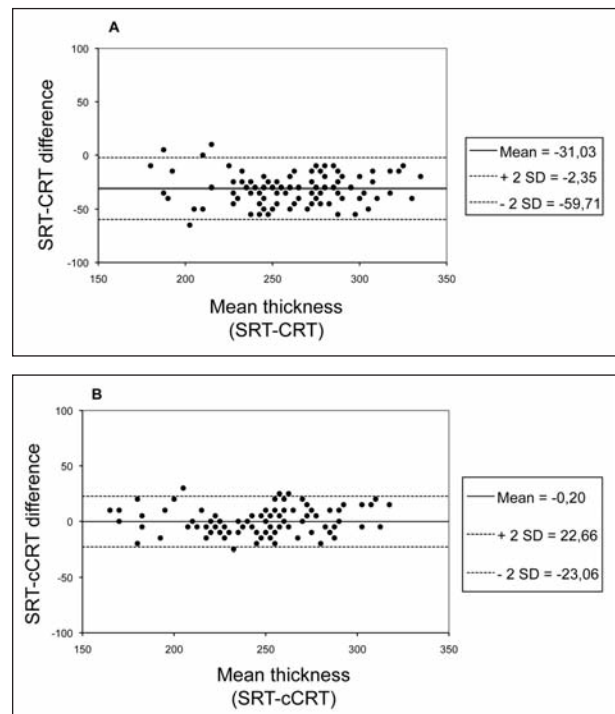 A
100
50
0
-50
-100
SRT-CRT difference
150 200 250 300 350
Mean thickness
(SRT-CRT)
Mean = -31,03
+ 2 SD = -2,35
- 2 SD = -59,71
B
100
50
0
-50
-100
SRT-cCRT difference
150 200 250 300 350
Mean thickness
(SRT-cCRT)
Mean = -0,20
+ 2 SD = 22,66
- 2 SD = -23,06